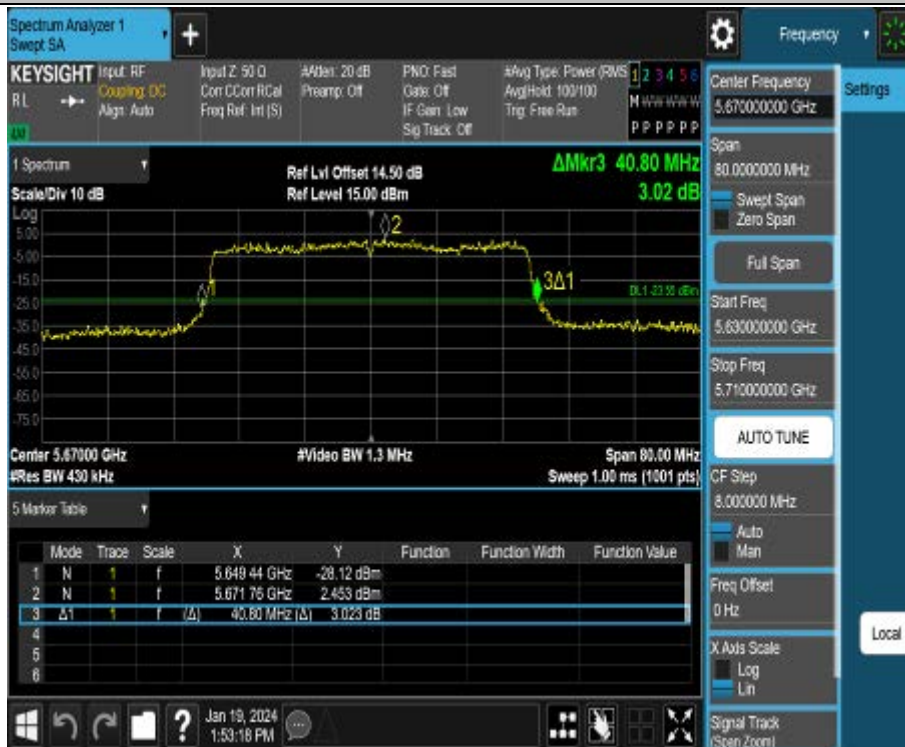 Spectrum Analyzer 1
Swept SA
+
Frequency
KEYSIGHT
Input: RF
Coupling: DC
Align: Auto
Input Z: 50 Ω
Corr CCorr RCal
Freq Ref: Int (S)
#Atten: 20 dB
Preamp: Off
PNO: Fast
Gate: Off
IF Gain: Low
Sig Track: Off
#Avg Type: Power (RMS
Avg|Hold: 100/100
Trig: Free Run
1 2 3 4 5 6
M W W W W W
P P P P P P
RL
Settings
Center Frequency
5.670000000 GHz
Span
80.0000000 MHz
Swept Span
Zero Span
Full Span
Start Freq
5.630000000 GHz
Stop Freq
5.710000000 GHz
AUTO TUNE
CF Step
8.000000 MHz
Auto
Man
Freq Offset
0 Hz
X Axis Scale
Log
Lin
Signal Track
(Span Zoom)
Local
1 Spectrum
Scale/Div 10 dB
Ref Lvl Offset 14.50 dB
Ref Level 15.00 dBm
ΔMkr3 40.80 MHz
3.02 dB
Log
5.00
-5.00
-15.0
-25.0
-35.0
-45.0
-55.0
-65.0
-75.0
2
3Δ1
Center 5.67000 GHz
#Res BW 430 kHz
#Video BW 1.3 MHz
Span 80.00 MHz
Sweep 1.00 ms (1001 pts)
5 Marker Table
Mode Trace Scale X Y Function Function Width Function Value
1 N 1 f 5.649 44 GHz -28.12 dBm
2 N 1 f 5.671 76 GHz 2.453 dBm
3 Δ1 1 f (Δ) 40.80 MHz (Δ) 3.023 dB
4
5
6
?
Jan 19, 2024
1:53:18 PM